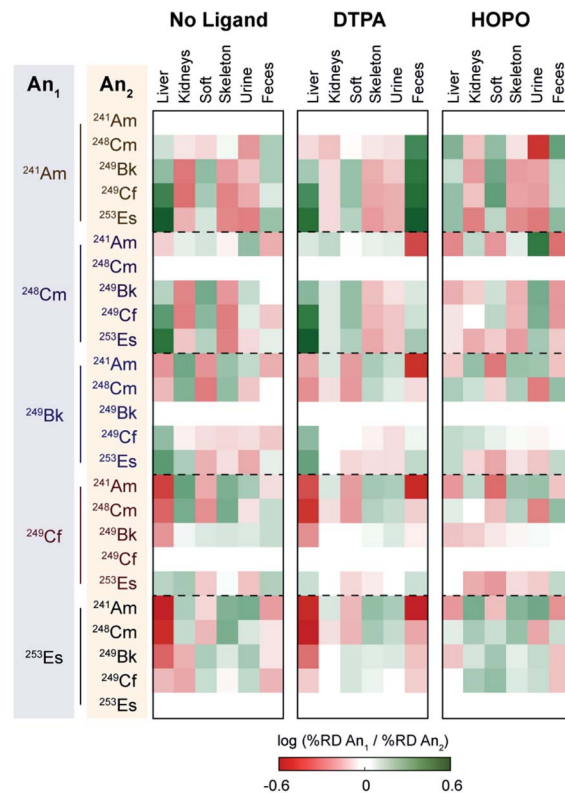 No Ligand DTPA HOPO
An₁ An₂ Liver Kidneys Soft Skeleton Urine Feces Liver Kidneys Soft Skeleton Urine Feces Liver Kidneys Soft Skeleton Urine Feces
²⁴¹Am
²⁴⁸Cm
²⁴¹Am ²⁴⁹Bk
²⁴⁹Cf
²⁵³Es
²⁴¹Am
²⁴⁸Cm
²⁴⁸Cm ²⁴⁹Bk
²⁴⁹Cf
²⁵³Es
²⁴¹Am
²⁴⁸Cm
²⁴⁹Bk ²⁴⁹Bk
²⁴⁹Cf
²⁵³Es
²⁴¹Am
²⁴⁸Cm
²⁴⁹Cf ²⁴⁹Bk
²⁴⁹Cf
²⁵³Es
²⁴¹Am
²⁴⁸Cm
²⁵³Es ²⁴⁹Bk
²⁴⁹Cf
²⁵³Es
log (%RD An₁ / %RD An₂)
-0.6 0 0.6